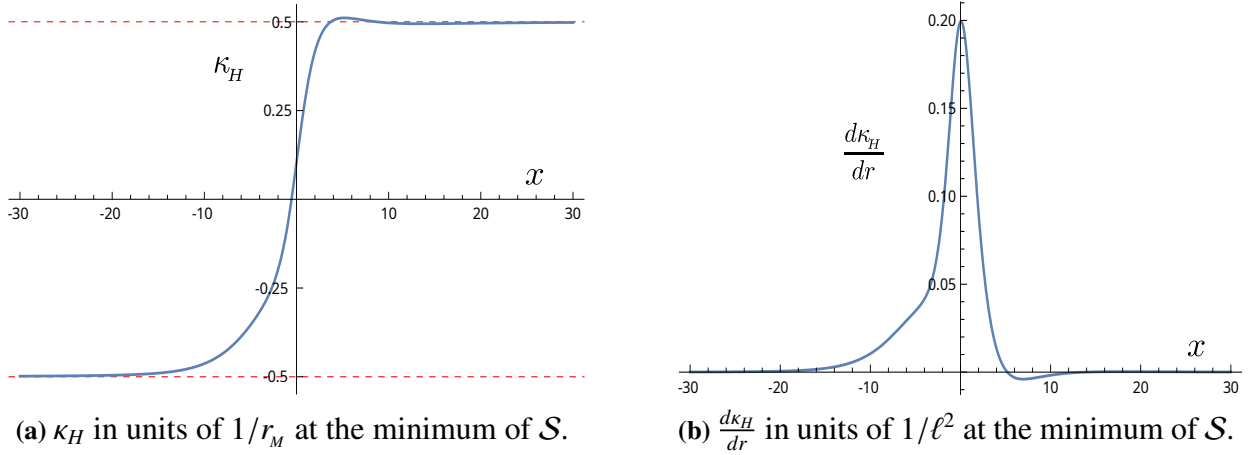 0.5
κ_H
0.25
x
-30 -20 -10 10 20 30
-0.25
-0.5
(a) κ_H in units of 1/r_M at the minimum of S.
0.20
0.15
dκ_H
dr
0.10
0.05
x
-30 -20 -10 10 20 30
(b) dκ_H/dr in units of 1/ℓ² at the minimum of S.